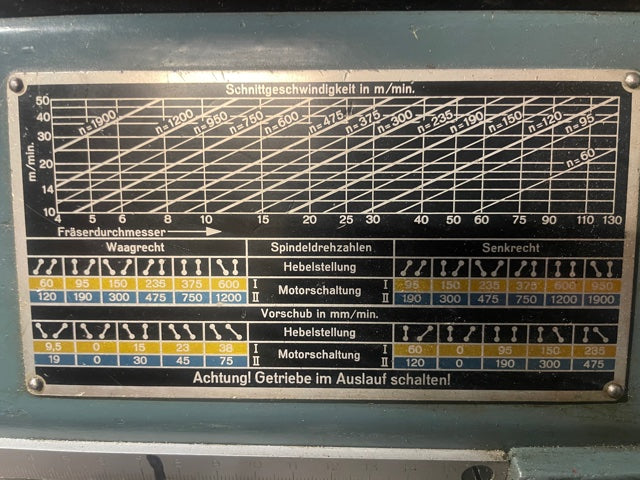 Schnittgeschwindigkeit in m/min.
m/min.
50
40
30
20
14
10
n=1900
n=1200
n=950
n=750
n=600
n=475
n=375
n=300
n=235
n=190
n=150
n=120
n=95
n=60
4 5 6 8 10 15 20 25 30 40 50 60 75 90 110 130
Fräserdurchmesser
Waagrecht Spindeldrehzahlen Senkrecht
Hebelstellung
60 95 150 235 375 600 I Motorschaltung I 95 150 235 375 600 950
120 190 300 475 750 1200 II II 190 300 475 750 1200 1900
Vorschub in mm/min.
Hebelstellung
9,5 0 15 23 38 I Motorschaltung I 60 0 95 150 235
19 0 30 45 75 II II 120 0 190 300 475
Achtung! Getriebe im Auslauf schalten!